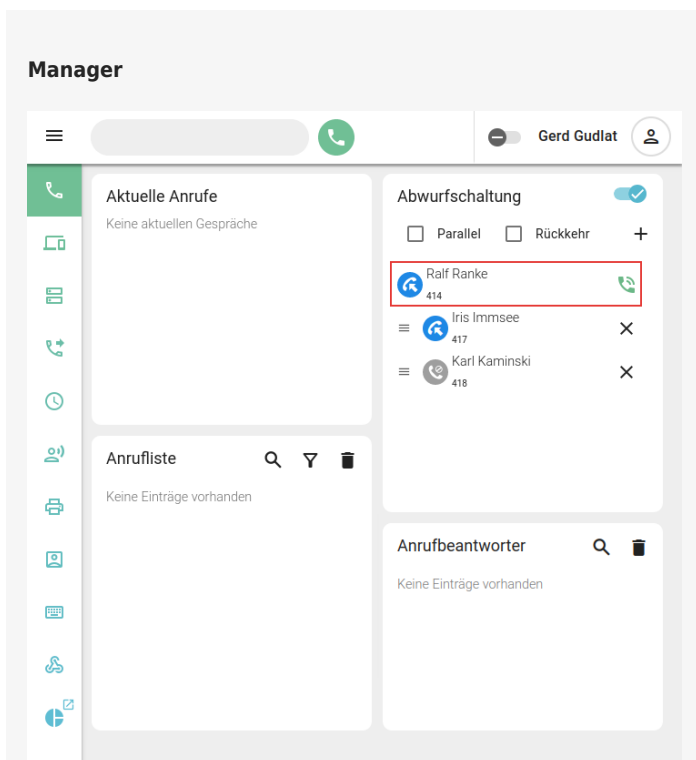 Manager
Gerd Gudlat
Aktuelle Anrufe
Keine aktuellen Gespräche
Abwurfschaltung
Parallel
Rückkehr
Ralf Ranke
414
Iris Immsee
417
Karl Kaminski
418
Anrufliste
Keine Einträge vorhanden
Anrufbeantworter
Keine Einträge vorhanden